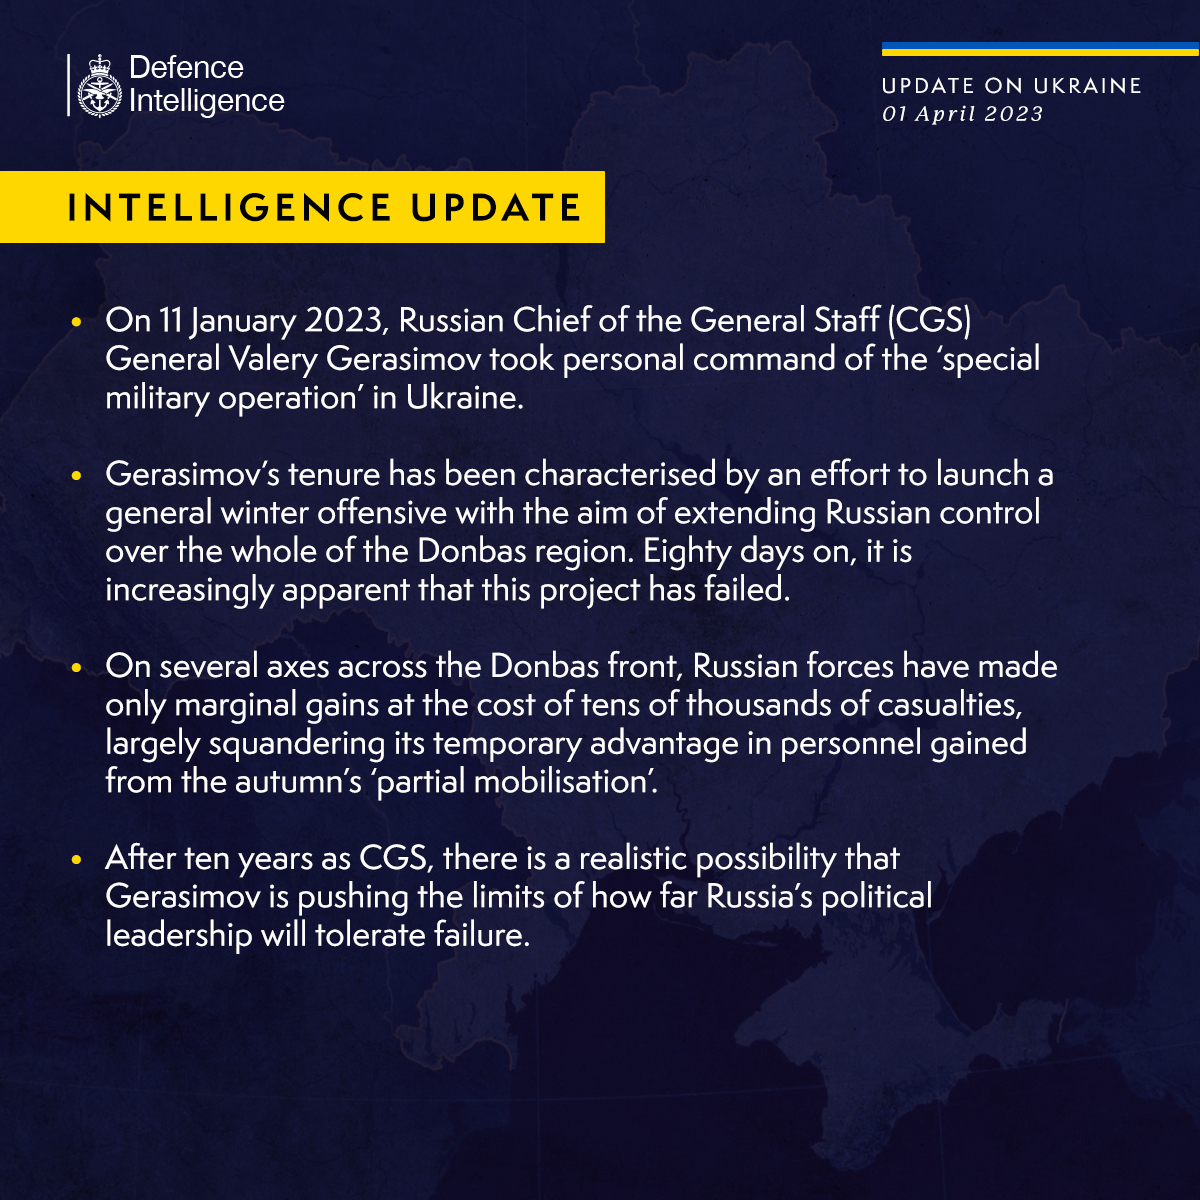 Defence
Intelligence
UPDATE ON UKRAINE
01 April 2023
INTELLIGENCE UPDATE
• On 11 January 2023, Russian Chief of the General Staff (CGS)
General Valery Gerasimov took personal command of the ‘special
military operation’ in Ukraine.
• Gerasimov’s tenure has been characterised by an effort to launch a
general winter offensive with the aim of extending Russian control
over the whole of the Donbas region. Eighty days on, it is
increasingly apparent that this project has failed.
• On several axes across the Donbas front, Russian forces have made
only marginal gains at the cost of tens of thousands of casualties,
largely squandering its temporary advantage in personnel gained
from the autumn’s ‘partial mobilisation’.
• After ten years as CGS, there is a realistic possibility that
Gerasimov is pushing the limits of how far Russia’s political
leadership will tolerate failure.